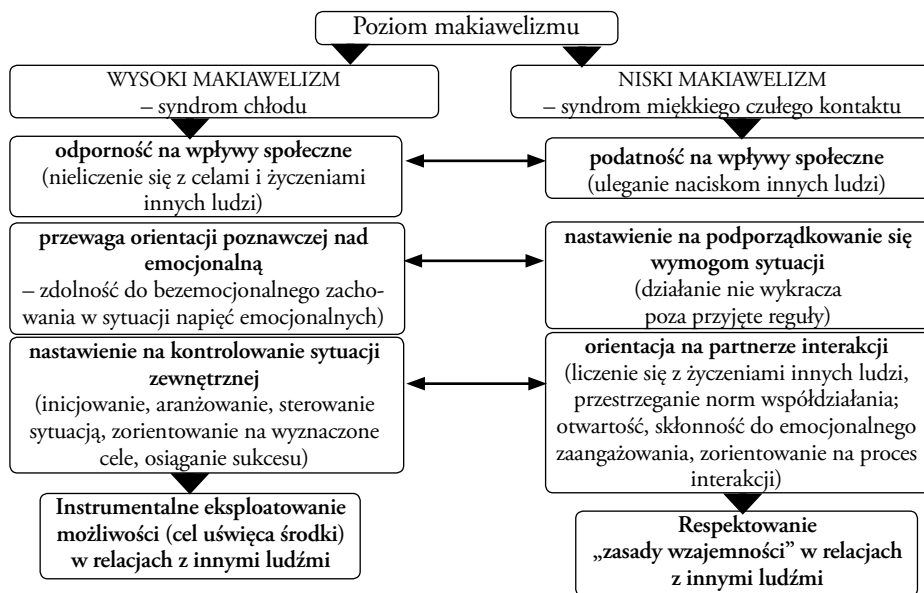 Poziom makiawelizmu
WYSOKI MAKIAWELIZM
– syndrom chłodu
NISKI MAKIAWELIZM
– syndrom miękkiego czułego kontaktu
odporność na wpływy społeczne
(nieliczenie się z celami i życzeniami
innych ludzi)
podatność na wpływy społeczne
(uleganie naciskom innych ludzi)
przewaga orientacji poznawczej nad
emocjonalną
– zdolność do bezemocjonalnego zacho-
wania w sytuacji napięć emocjonalnych)
nastawienie na podporządkowanie się
wymogom sytuacji
(działanie nie wykracza
poza przyjęte reguły)
nastawienie na kontrolowanie sytuacji
zewnętrznej
(inicjowanie, aranżowanie, sterowanie
sytuacją, zorientowanie na wyznaczone
cele, osiąganie sukcesu)
orientacja na partnerze interakcji
(liczenie się z życzeniami innych ludzi,
przestrzeganie norm współdziałania;
otwartość, skłonność do emocjonalnego
zaangażowania, zorientowanie na proces
interakcji)
Instrumentalne eksploatowanie
możliwości (cel uświęca środki)
w relacjach z innymi ludźmi
Respektowanie
„zasady wzajemności” w relacjach
z innymi ludźmi